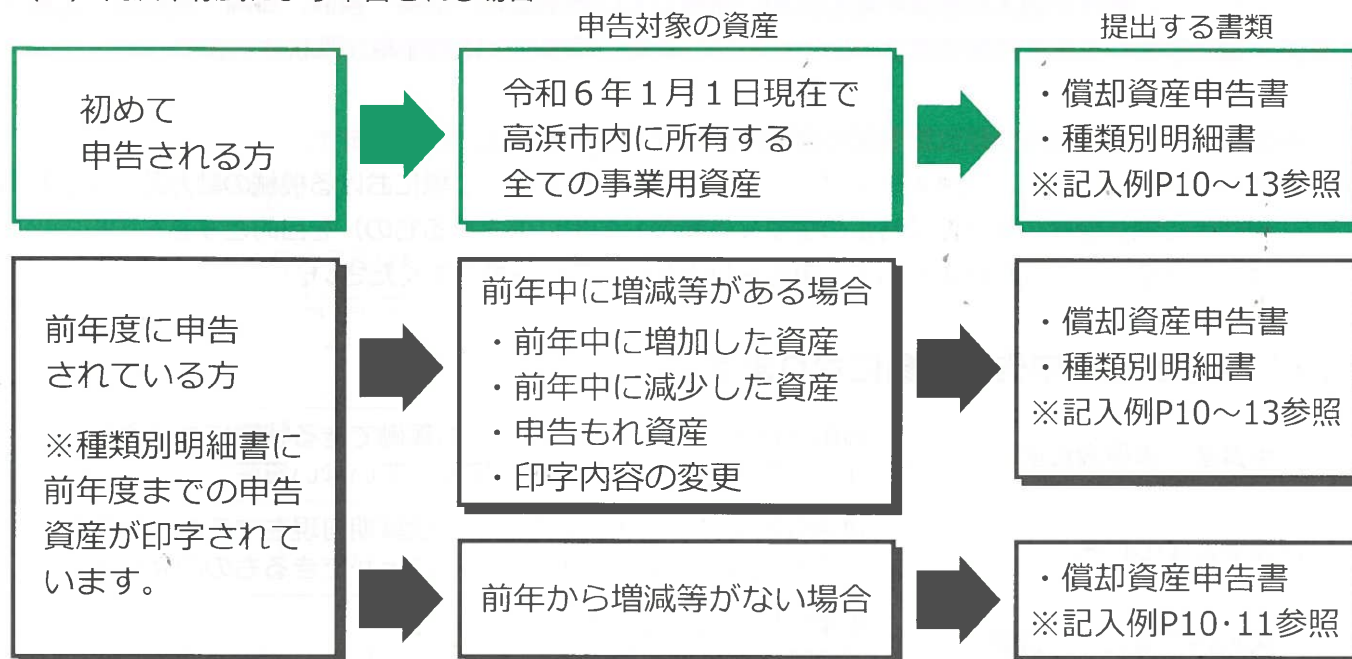 申告対象の資産
提出する書類
初めて
申告される方
令和6年1月1日現在で
高浜市内に所有する
全ての事業用資産
・償却資産申告書
・種類別明細書
※記入例P10～13参照
前年度に申告
されている方
※種類別明細書に
前年度までの申告
資産が印字されて
います。
前年中に増減等がある場合
・前年中に増加した資産
・前年中に減少した資産
・申告もれ資産
・印字内容の変更
・償却資産申告書
・種類別明細書
※記入例P10～13参照
前年から増減等がない場合
・償却資産申告書
※記入例P10・11参照